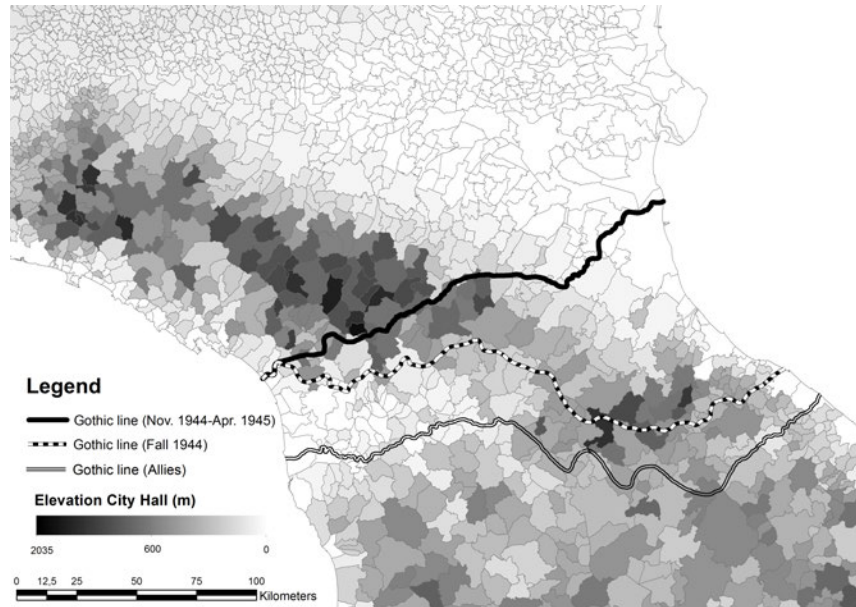 Legend
Gothic line (Nov. 1944-Apr. 1945)
Gothic line (Fall 1944)
Gothic line (Allies)
Elevation City Hall (m)
2035 600 0
0 12,5 25 50 75 100
Kilometers